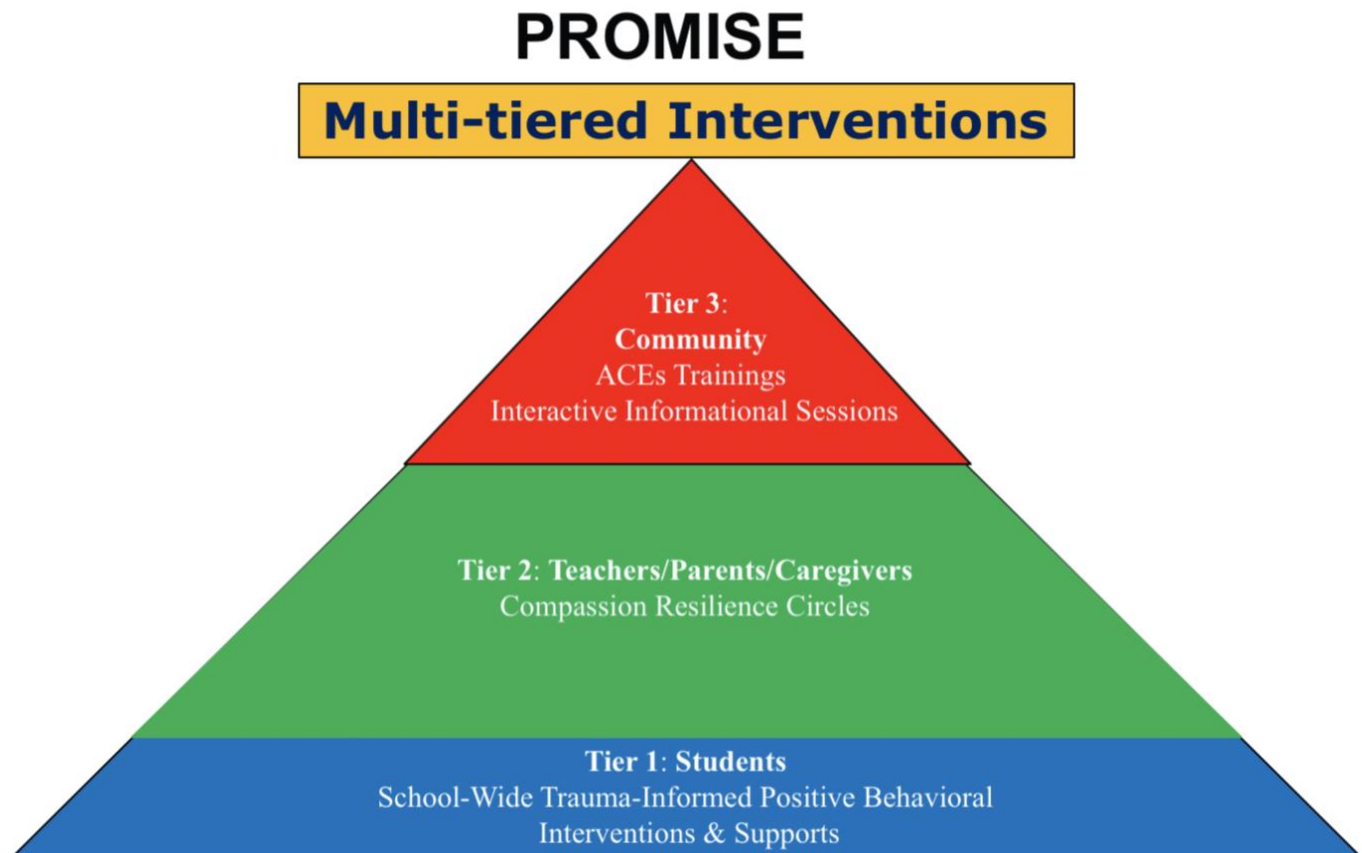 PROMISE
Multi-tiered Interventions
Tier 3:
Community
ACEs Trainings
Interactive Informational Sessions
Tier 2: Teachers/Parents/Caregivers
Compassion Resilience Circles
Tier 1: Students
School-Wide Trauma-Informed Positive Behavioral
Interventions & Supports